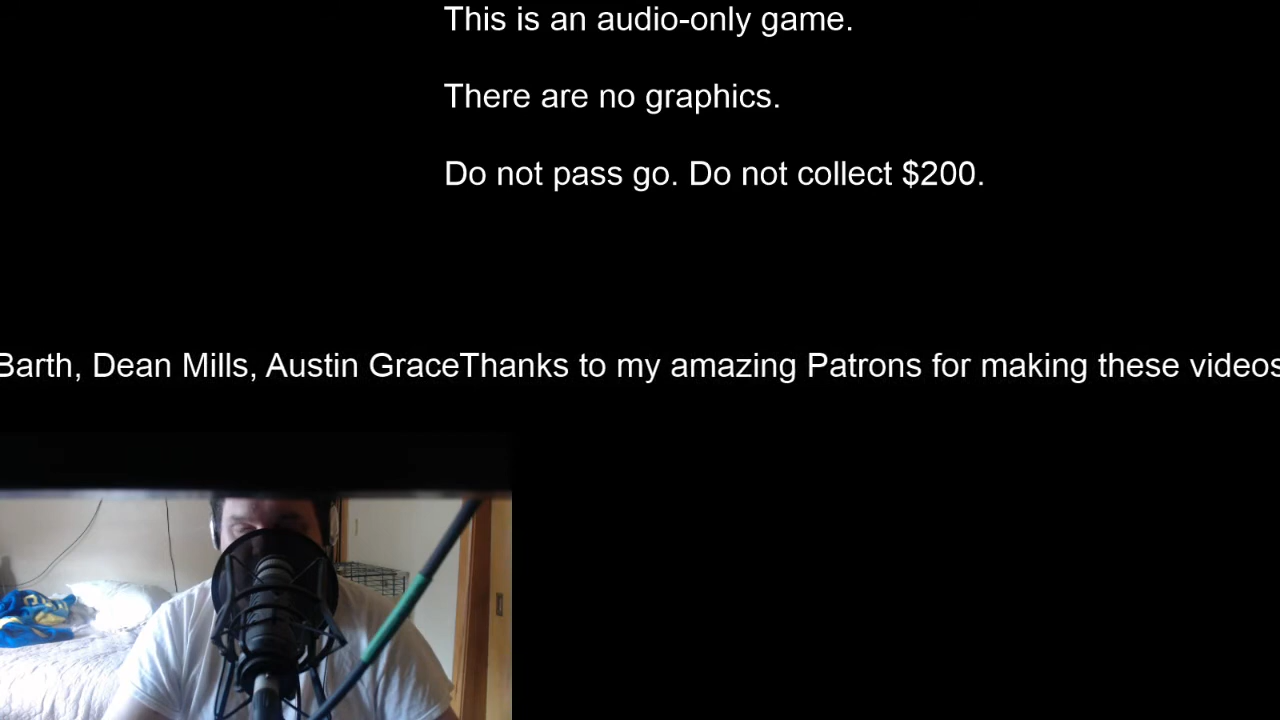 This is an audio-only game.
There are no graphics.
Do not pass go. Do not collect $200.
Barth, Dean Mills, Austin GraceThanks to my amazing Patrons for making these videos